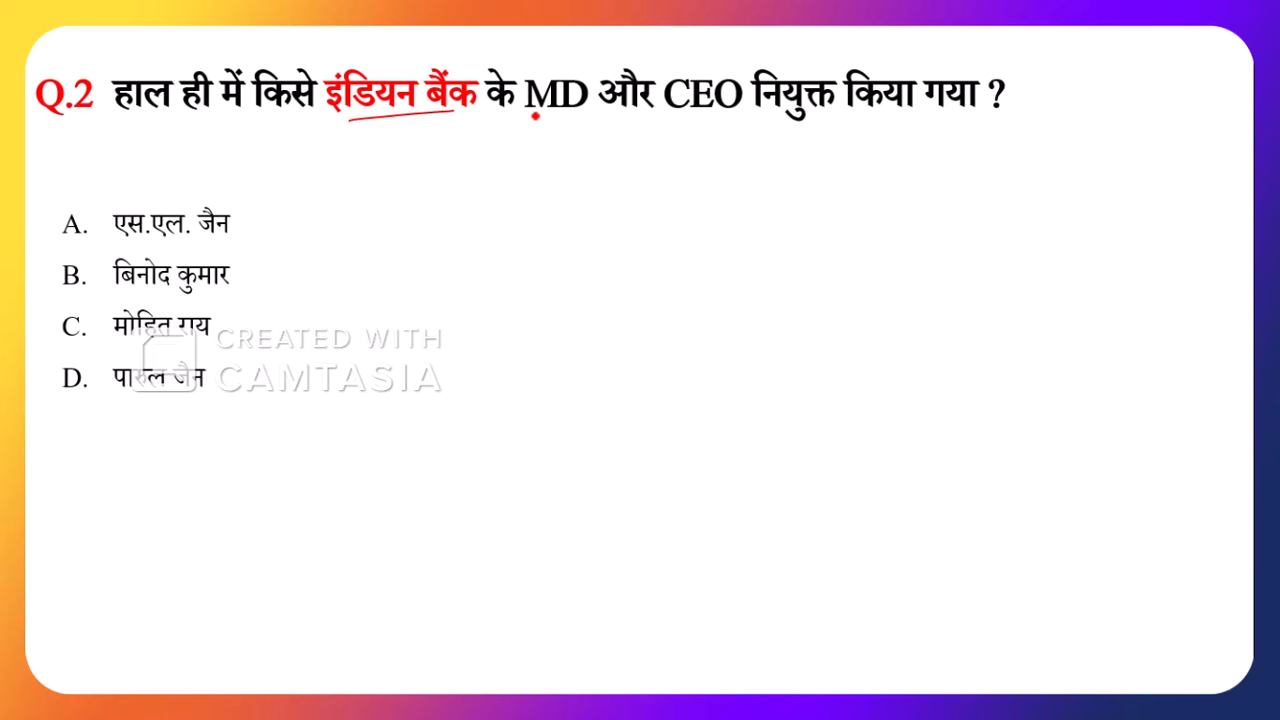 Q.2 हाल ही में किसे इंडियन बैंक के MD और CEO नियुक्त किया गया ?
A. एस.एल. जैन
B. बिनोद कुमार
C. मोहित राय
D. पारुल जैन
CREATED WITH
CAMTASIA